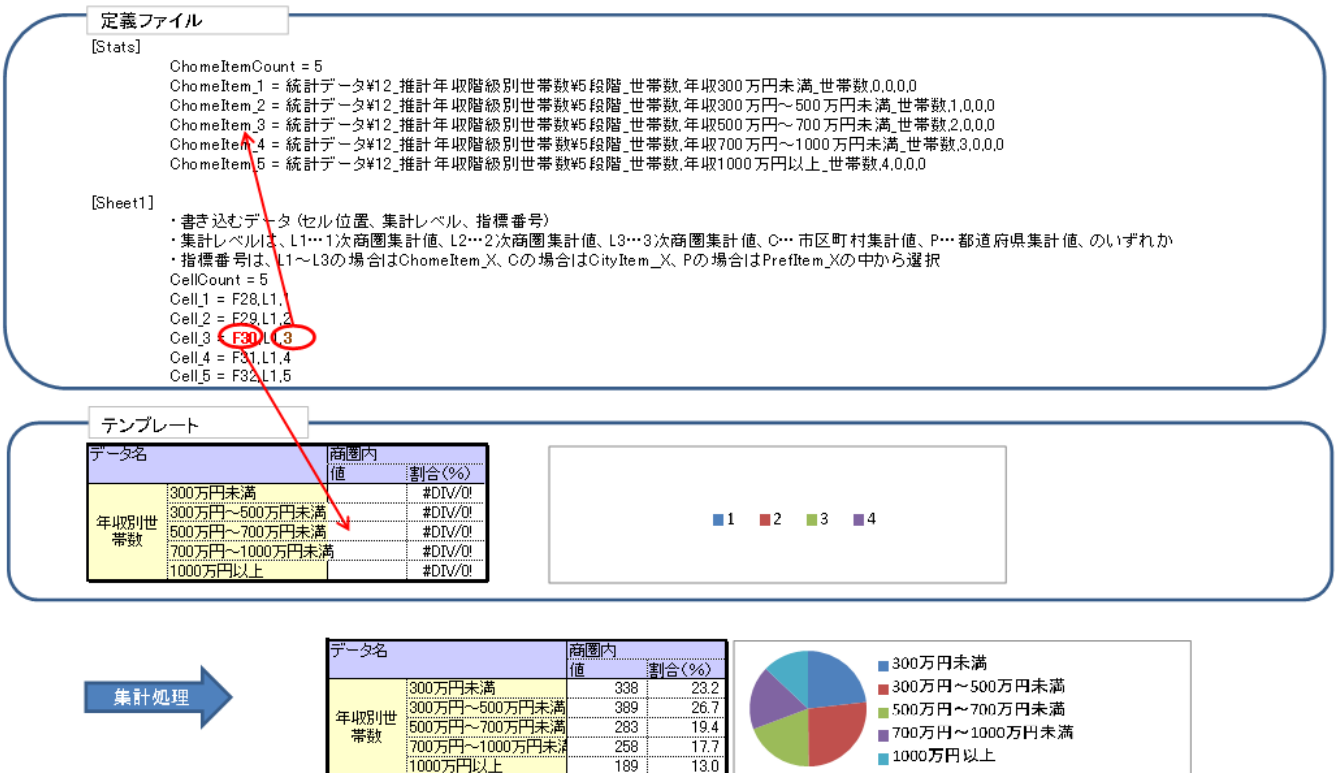 定義ファイル
[Stats]
ChomeItemCount = 5
ChomeItem_1 = 統計データ¥12_推計年収階級別世帯数¥5段階_世帯数,年収300万円未満_世帯数,0,0,0,0
ChomeItem_2 = 統計データ¥12_推計年収階級別世帯数¥5段階_世帯数,年収300万円～500万円未満_世帯数,1,0,0,0
ChomeItem_3 = 統計データ¥12_推計年収階級別世帯数¥5段階_世帯数,年収500万円～700万円未満_世帯数,2,0,0,0
ChomeItem_4 = 統計データ¥12_推計年収階級別世帯数¥5段階_世帯数,年収700万円～1000万円未満_世帯数,3,0,0,0
ChomeItem_5 = 統計データ¥12_推計年収階級別世帯数¥5段階_世帯数,年収1000万円以上_世帯数,4,0,0,0
[Sheet1]
・書き込むデータ（セル位置、集計レベル、指標番号）
・集計レベルは、L1…1次商圏集計値、L2…2次商圏集計値、L3…3次商圏集計値、C…市区町村集計値、P…都道府県集計値、のいずれか
・指標番号は、L1～L3の場合はChomeItem_X、Cの場合はCityItem_X、Pの場合はPrefItem_Xの中から選択
CellCount = 5
Cell_1 = F28,L1,1
Cell_2 = F29,L1,2
Cell_3 = F30,L1,3
Cell_4 = F31,L1,4
Cell_5 = F32,L1,5
テンプレート
データ名 商圏内
値 割合(%)
年収別世帯数
300万円未満 #DIV/0!
300万円～500万円未満 #DIV/0!
500万円～700万円未満 #DIV/0!
700万円～1000万円未満 #DIV/0!
1000万円以上 #DIV/0!
1 2 3 4
集計処理
データ名 商圏内
値 割合(%)
年収別世帯数
300万円未満 338 23.2
300万円～500万円未満 389 26.7
500万円～700万円未満 283 19.4
700万円～1000万円未 258 17.7
1000万円以上 189 13.0
300万円未満
300万円～500万円未満
500万円～700万円未満
700万円～1000万円未満
1000万円以上